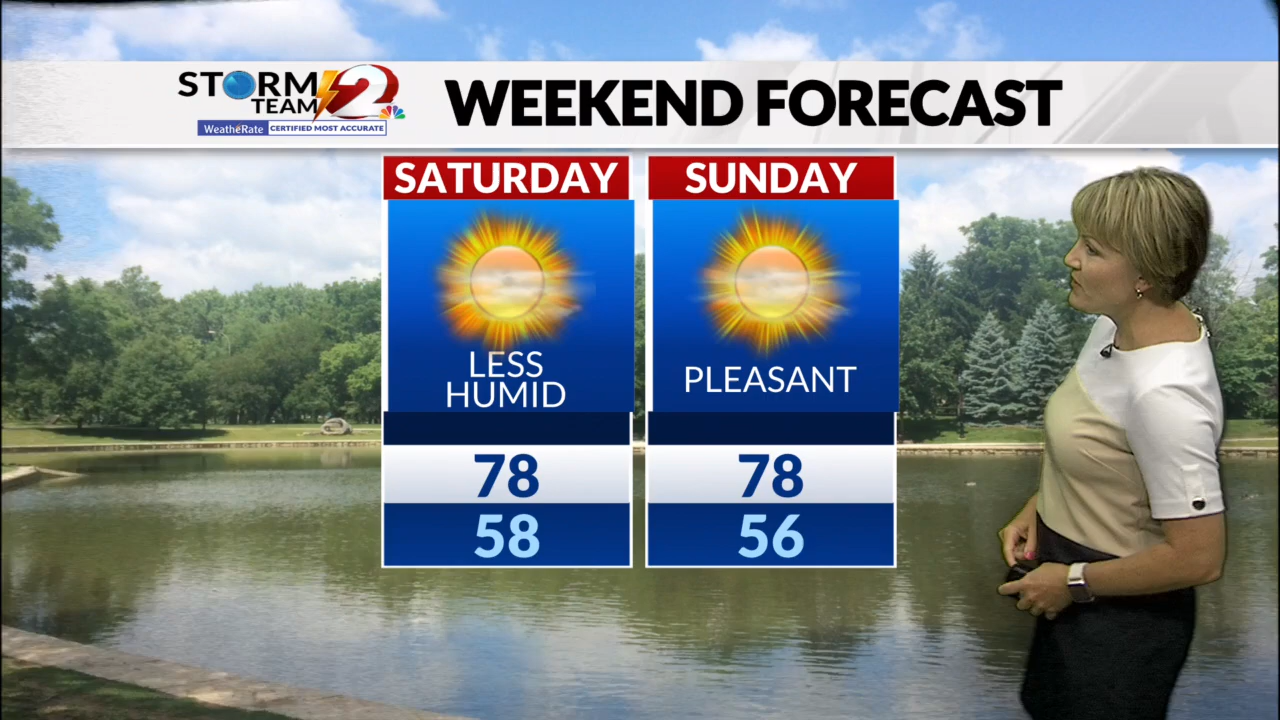 STORM
TEAM
2
WeatheRate CERTIFIED MOST ACCURATE
WEEKEND FORECAST
SATURDAY
LESS
HUMID
78
58
SUNDAY
PLEASANT
78
56